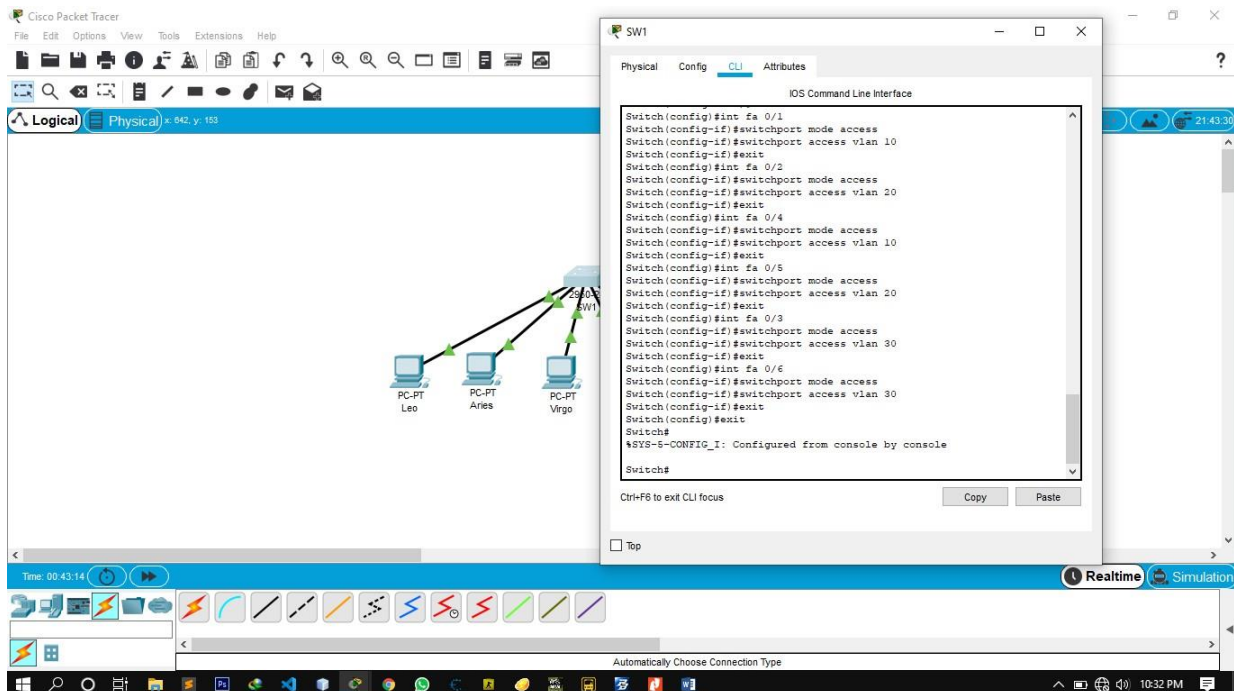 Cisco Packet Tracer
File Edit Options View Tools Extensions Help
?
Logical Physical x: 642, y: 153
21:43:30
SW1
PC-PT
Leo
PC-PT
Aries
PC-PT
Virgo
SW1
Physical Config CLI Attributes
IOS Command Line Interface
Switch(config)#int fa 0/1
Switch(config-if)#switchport mode access
Switch(config-if)#switchport access vlan 10
Switch(config-if)#exit
Switch(config)#int fa 0/2
Switch(config-if)#switchport mode access
Switch(config-if)#switchport access vlan 20
Switch(config-if)#exit
Switch(config)#int fa 0/4
Switch(config-if)#switchport mode access
Switch(config-if)#switchport access vlan 10
Switch(config-if)#exit
Switch(config)#int fa 0/5
Switch(config-if)#switchport mode access
Switch(config-if)#switchport access vlan 20
Switch(config-if)#exit
Switch(config)#int fa 0/3
Switch(config-if)#switchport mode access
Switch(config-if)#switchport access vlan 30
Switch(config-if)#exit
Switch(config)#int fa 0/6
Switch(config-if)#switchport mode access
Switch(config-if)#switchport access vlan 30
Switch(config-if)#exit
Switch(config)#exit
Switch#
%SYS-5-CONFIG_I: Configured from console by console
Switch#
Ctrl+F6 to exit CLI focus
Copy Paste
Top
Time: 00:43:14
Realtime Simulation
Automatically Choose Connection Type
10:32 PM